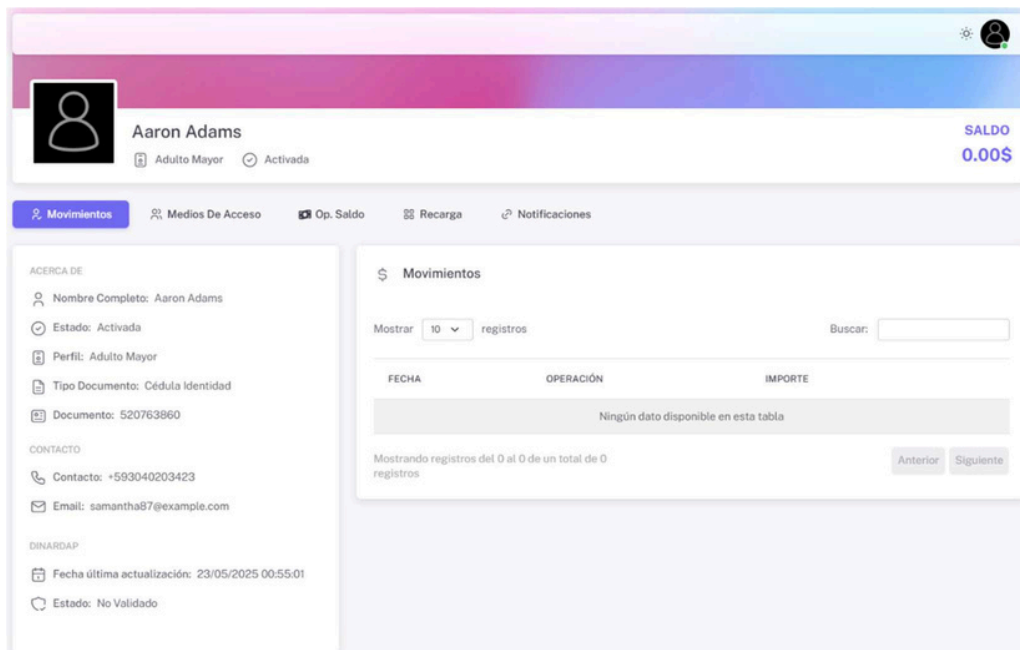 Aaron Adams
Adulto Mayor Activada
SALDO
0.00$
Movimientos Medios De Acceso Op. Saldo Recarga Notificaciones
ACERCA DE
Nombre Completo: Aaron Adams
Estado: Activada
Perfil: Adulto Mayor
Tipo Documento: Cédula Identidad
Documento: 520763860
CONTACTO
Contacto: +593040203423
Email: samantha87@example.com
DINARDAP
Fecha última actualización: 23/05/2025 00:55:01
Estado: No Validado
$ Movimientos
Mostrar 10 registros Buscar:
FECHA OPERACIÓN IMPORTE
Ningún dato disponible en esta tabla
Mostrando registros del 0 al 0 de un total de 0
registros
Anterior Siguiente